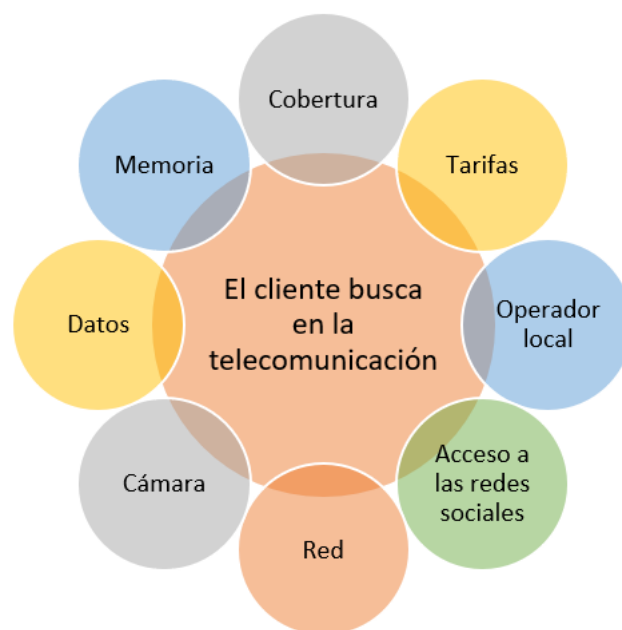 Cobertura
Tarifas
Operador
local
Acceso a
las redes
sociales
Red
Cámara
Datos
Memoria
El cliente busca
en la
telecomunicación